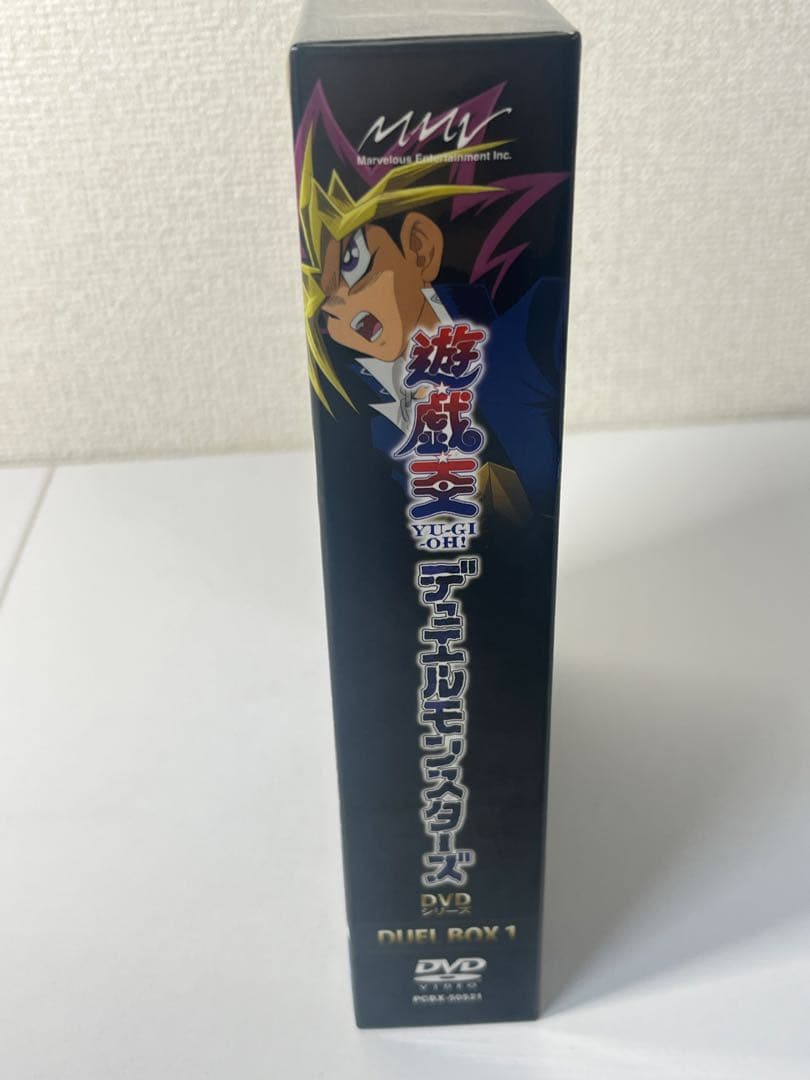 MMV
Marvelous Entertainment Inc.
遊☆戯☆王
YU-GI
-OH!
デュエルモンスターズ
DVD
シリーズ
DUEL BOX 1
DVD
VIDEO
PCBX-50521